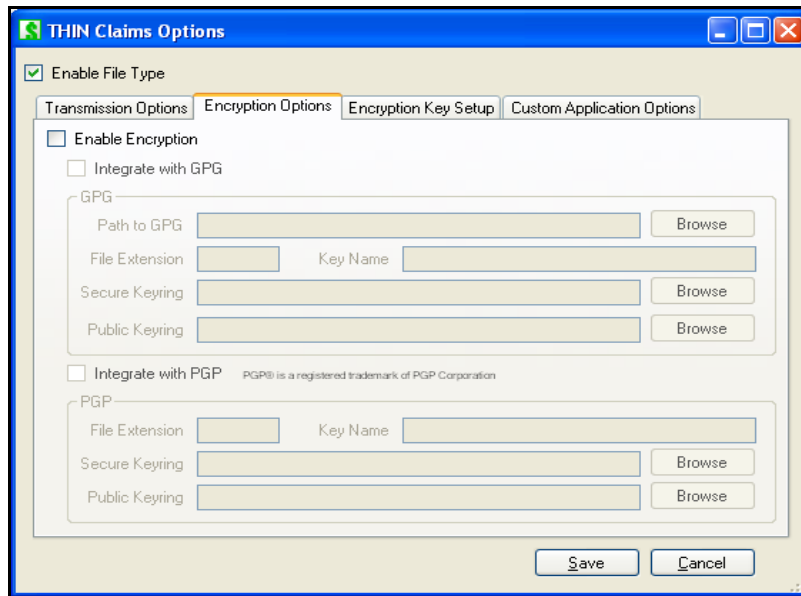 THIN Claims Options
Enable File Type
Transmission Options Encryption Options Encryption Key Setup Custom Application Options
Enable Encryption
Integrate with GPG
GPG
Path to GPG Browse
File Extension Key Name
Secure Keyring Browse
Public Keyring Browse
Integrate with PGP PGP® is a registered trademark of PGP Corporation
PGP
File Extension Key Name
Secure Keyring Browse
Public Keyring Browse
Save Cancel